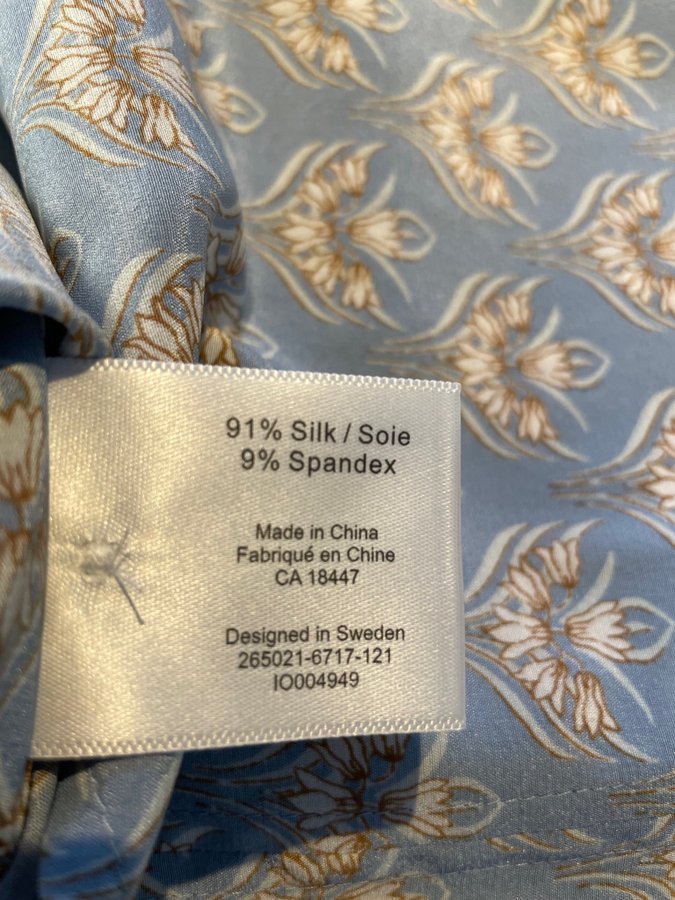 91% Silk / Soie
9% Spandex
Made in China
Fabriqué en Chine
CA 18447
Designed in Sweden
265021-6717-121
IO004949